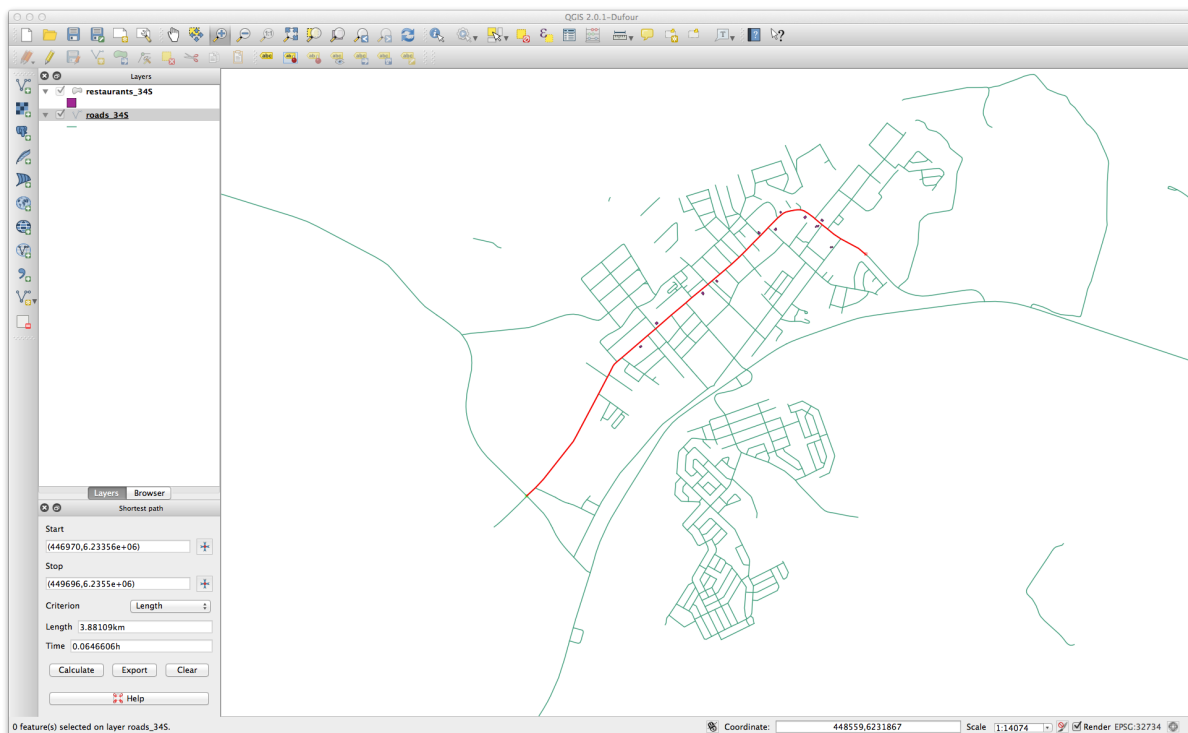 QGIS 2.0.1-Dufour
Layers
restaurants_34S
roads_34S
Layers Browser
Shortest path
Start
(446970,6.23356e+06)
Stop
(449696,6.2355e+06)
Criterion Length
Length 3.88109km
Time 0.0646606h
Calculate Export Clear
Help
0 feature(s) selected on layer roads_34S. Coordinate: 448559,6231867 Scale 1:14074 Render EPSG:32734